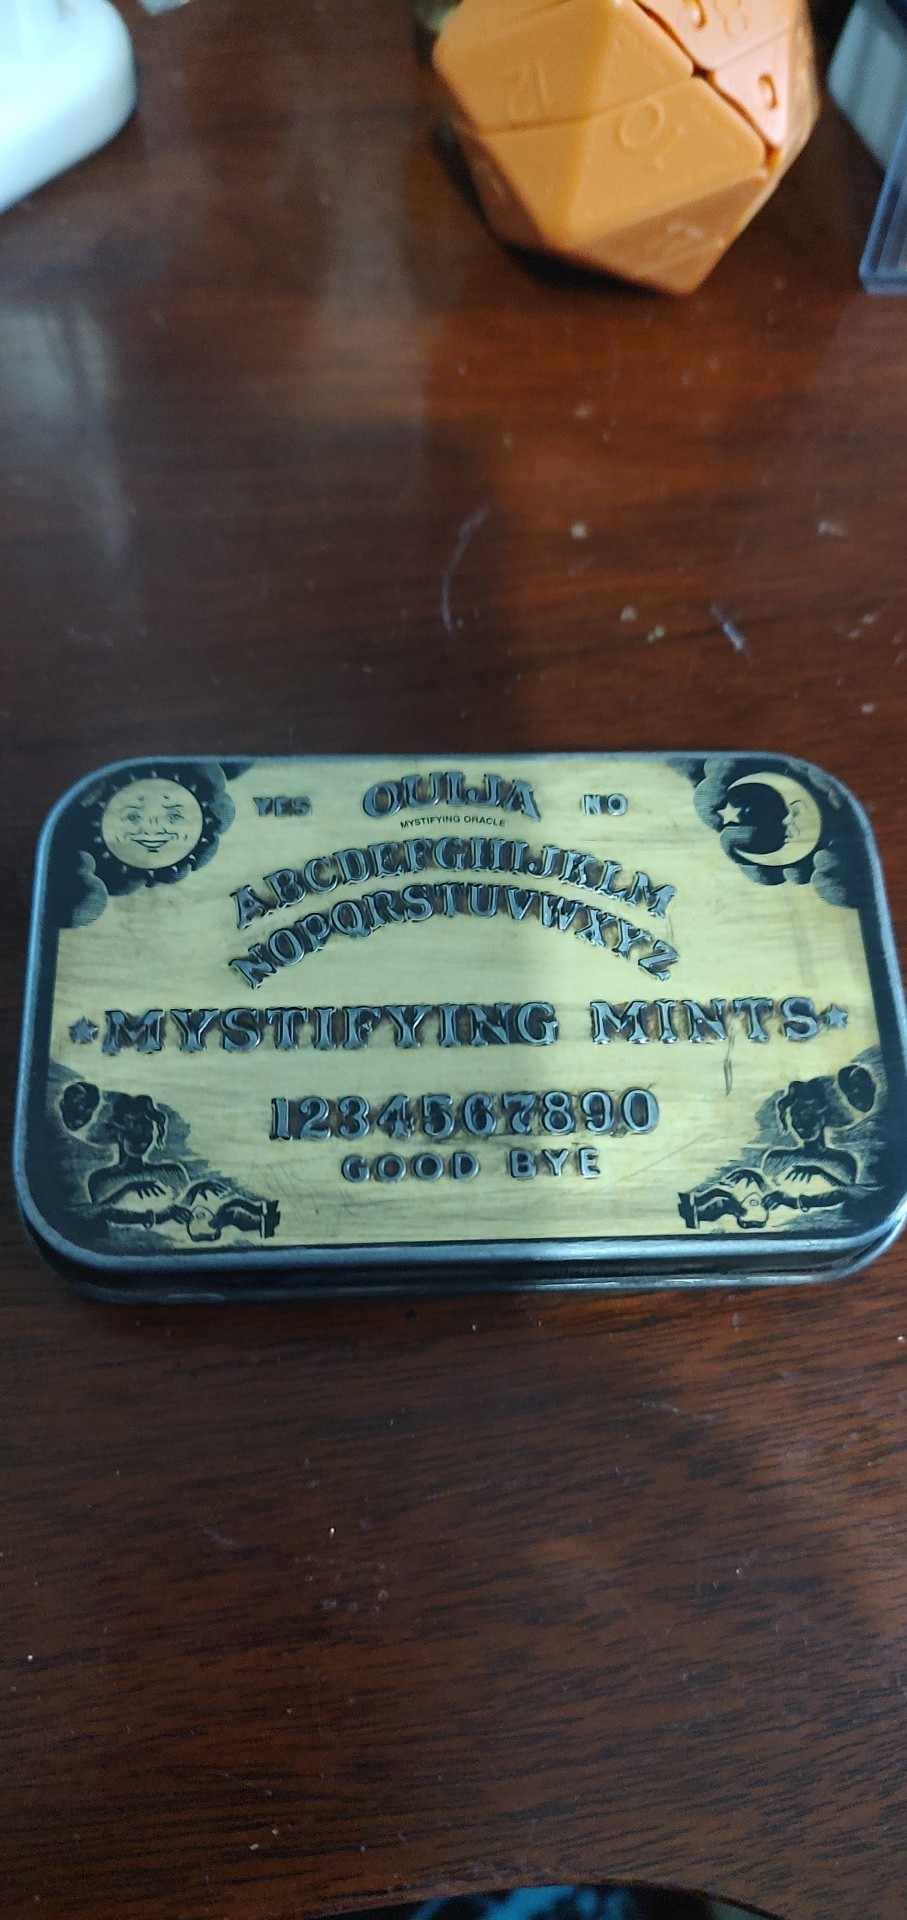 YES OUIJA NO
MYSTIFYING ORACLE
ABCDEFGHIJKLM
NOPQRSTUVWXYZ
MYSTIFYING MINTS
1234567890
GOOD BYE